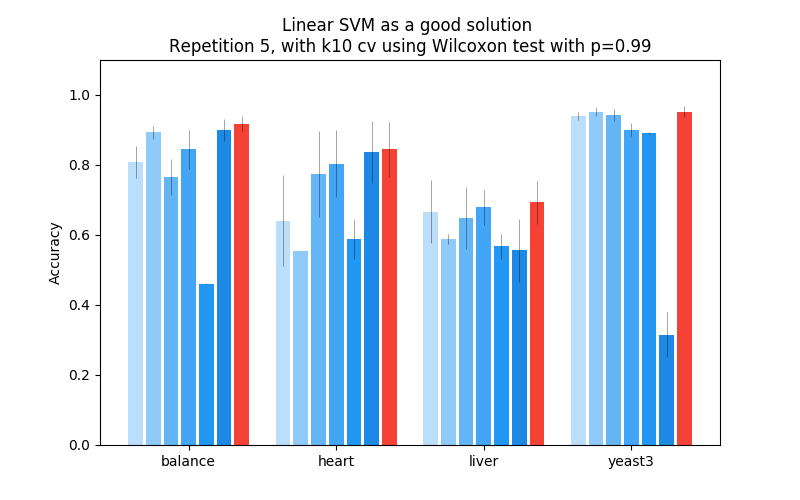 Linear SVM as a good solution
Repetition 5, with k10 cv using Wilcoxon test with p=0.99
1.0
0.8
0.6
0.4
0.2
0.0
Accuracy
balance heart liver yeast3